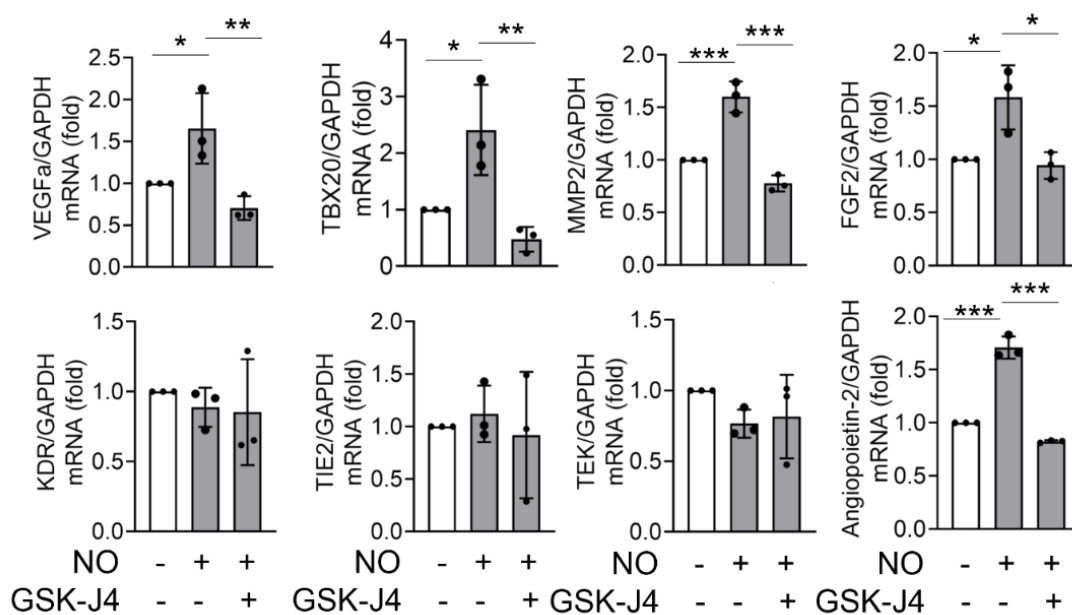 * **
VEGFa/GAPDH
mRNA (fold)
2.5
2.0
1.5
1.0
0.5
0.0
* **
TBX20/GAPDH
mRNA (fold)
4
3
2
1
0
*** ***
MMP2/GAPDH
mRNA (fold)
2.0
1.5
1.0
0.5
0.0
* *
FGF2/GAPDH
mRNA (fold)
2.0
1.5
1.0
0.5
0.0
KDR/GAPDH
mRNA (fold)
1.5
1.0
0.5
0.0
TIE2/GAPDH
mRNA (fold)
2.0
1.5
1.0
0.5
0.0
TEK/GAPDH
mRNA (fold)
1.5
1.0
0.5
0.0
*** ***
Angiopoietin-2/GAPDH
mRNA (fold)
2.0
1.5
1.0
0.5
0.0
NO - + + NO - + + NO - + + NO - + +
GSK-J4 - - + GSK-J4 - - + GSK-J4 - - + GSK-J4 - - +